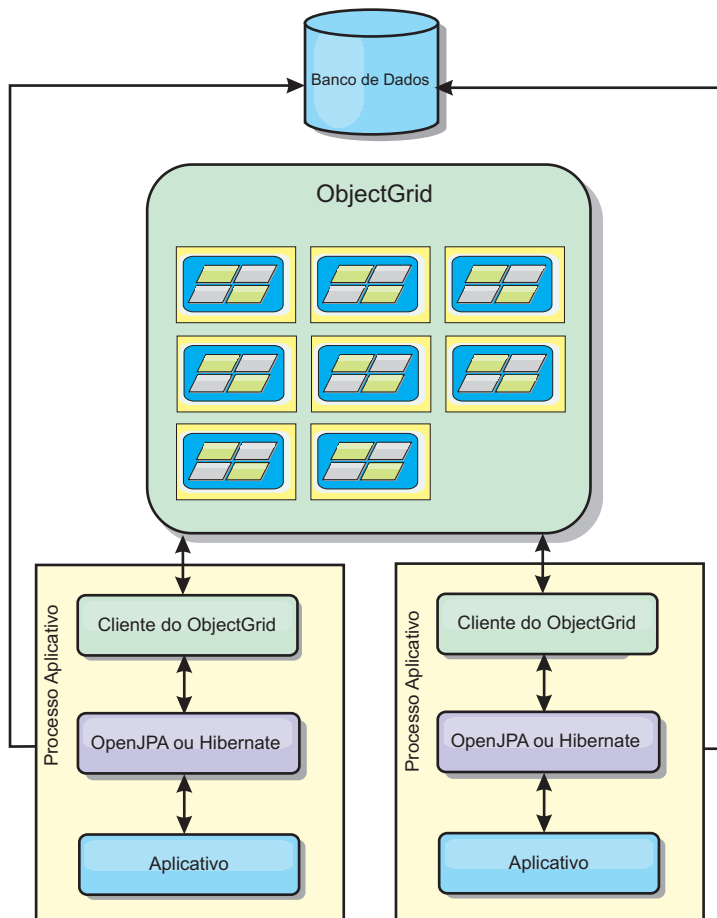 Banco de Dados
ObjectGrid
Processo Aplicativo
Cliente do ObjectGrid
OpenJPA ou Hibernate
Aplicativo
Processo Aplicativo
Cliente do ObjectGrid
OpenJPA ou Hibernate
Aplicativo